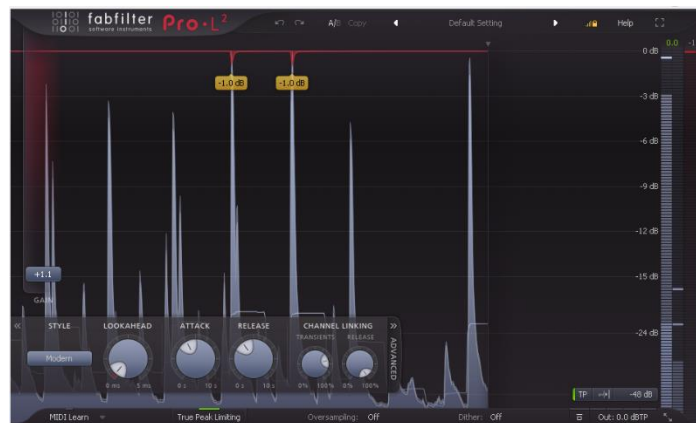 fabfilter Pro·L²
software instruments
A/B Copy
Default Setting
Help
0.0 -1
0 dB
-1.0 dB -1.0 dB
-3 dB
-6 dB
-9 dB
-12 dB
-15 dB
-24 dB
+1.1
GAIN
« STYLE LOOKAHEAD ATTACK RELEASE CHANNEL LINKING »
TRANSIENTS RELEASE
ADVANCED
Modern
0 ms 5 ms 0 s 10 s 0 s 10 s 0% 100% 0% 100%
TP -48 dB
MIDI Learn True Peak Limiting Oversampling: Off Dither: Off Out: 0.0 dBTP